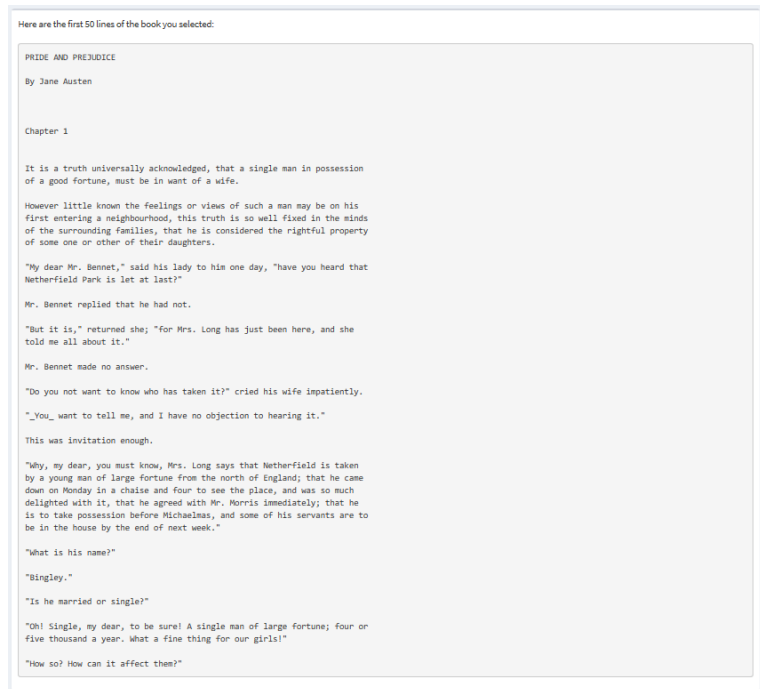 Here are the first 50 lines of the book you selected:
PRIDE AND PREJUDICE
By Jane Austen
Chapter 1
It is a truth universally acknowledged, that a single man in possession
of a good fortune, must be in want of a wife.
However little known the feelings or views of such a man may be on his
first entering a neighbourhood, this truth is so well fixed in the minds
of the surrounding families, that he is considered the rightful property
of some one or other of their daughters.
"My dear Mr. Bennet," said his lady to him one day, "have you heard that
Netherfield Park is let at last?"
Mr. Bennet replied that he had not.
"But it is," returned she; "for Mrs. Long has just been here, and she
told me all about it."
Mr. Bennet made no answer.
"Do you not want to know who has taken it?" cried his wife impatiently.
"_You_ want to tell me, and I have no objection to hearing it."
This was invitation enough.
"Why, my dear, you must know, Mrs. Long says that Netherfield is taken
by a young man of large fortune from the north of England; that he came
down on Monday in a chaise and four to see the place, and was so much
delighted with it, that he agreed with Mr. Morris immediately; that he
is to take possession before Michaelmas, and some of his servants are to
be in the house by the end of next week."
"What is his name?"
"Bingley."
"Is he married or single?"
"Oh! Single, my dear, to be sure! A single man of large fortune; four or
five thousand a year. What a fine thing for our girls!"
"How so? How can it affect them?"